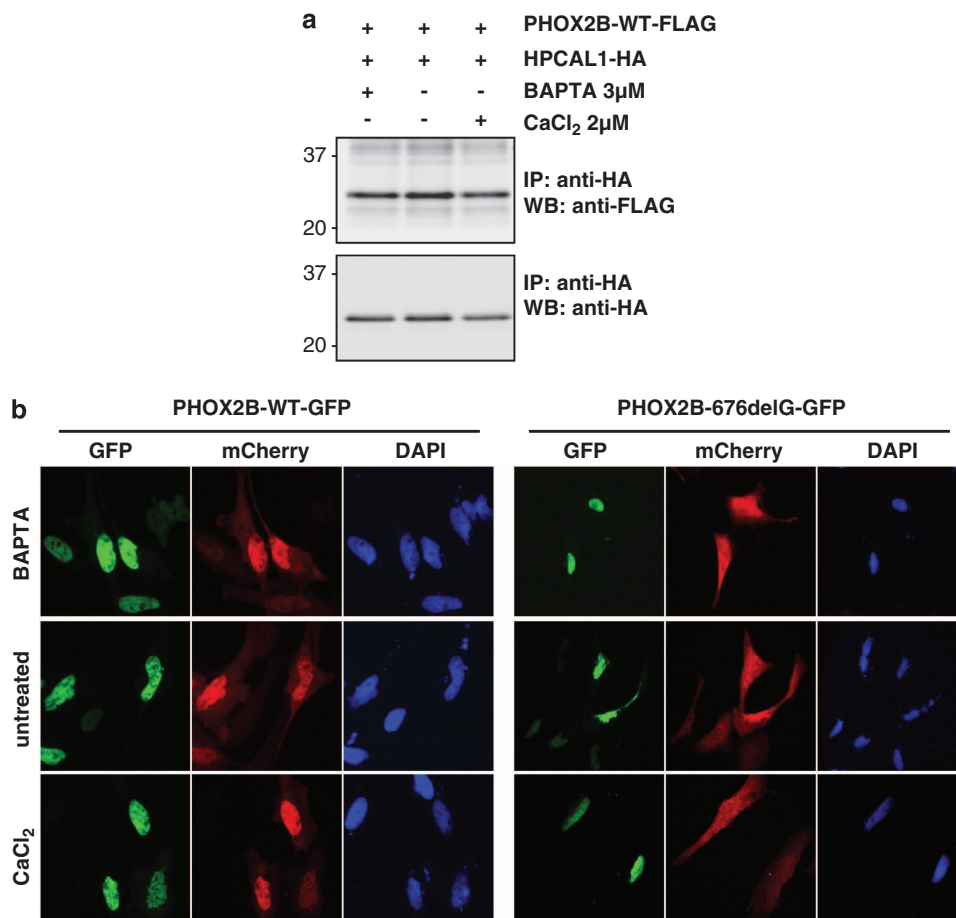 a
+ + + PHOX2B-WT-FLAG
+ + + HPCAL1-HA
+ - - BAPTA 3µM
- - + CaCl₂ 2µM
37
IP: anti-HA
WB: anti-FLAG
20
37
IP: anti-HA
WB: anti-HA
20
b
PHOX2B-WT-GFP PHOX2B-676delG-GFP
GFP mCherry DAPI GFP mCherry DAPI
BAPTA
untreated
CaCl₂